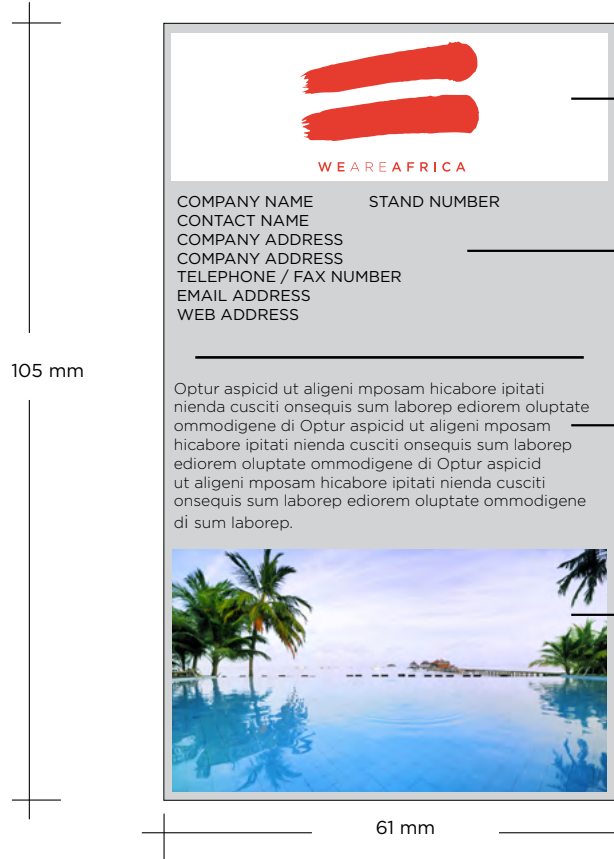 WEAREAFRICA
COMPANY NAME STAND NUMBER
CONTACT NAME
COMPANY ADDRESS
COMPANY ADDRESS
TELEPHONE / FAX NUMBER
EMAIL ADDRESS
WEB ADDRESS
105 mm
Optur aspicid ut aligeni mposam hicabore ipitati
nienda cusciti onsequis sum laborep ediorem oluptate
ommodigene di Optur aspicid ut aligeni mposam
hicabore ipitati nienda cusciti onsequis sum laborep
ediorem oluptate ommodigene di Optur aspicid
ut aligeni mposam hicabore ipitati nienda cusciti
onsequis sum laborep ediorem oluptate ommodigene
di sum laborep.
61 mm